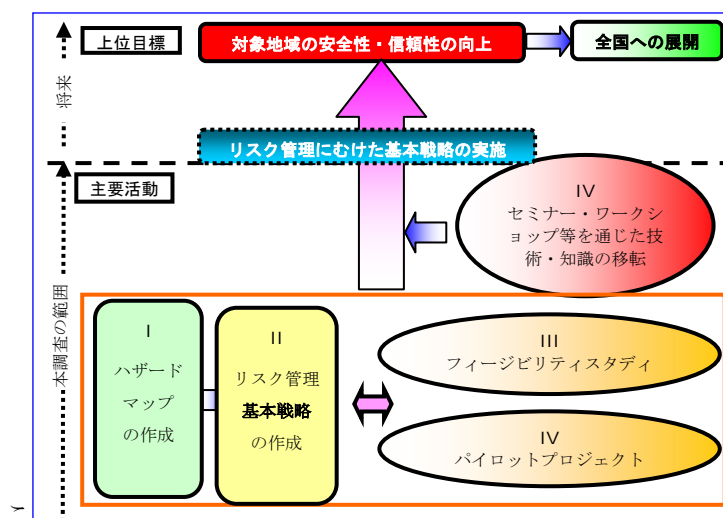 将来
上位目標
対象地域の安全性・信頼性の向上
全国への展開
リスク管理にむけた基本戦略の実施
本調査の範囲
主要活動
IV
セミナー・ワークシ
ョップ等を通じた技
術・知識の移転
I
ハザード
マップ
の作成
II
リスク管理
基本戦略
の作成
III
フィージビリティスタディ
IV
パイロットプロジェクト